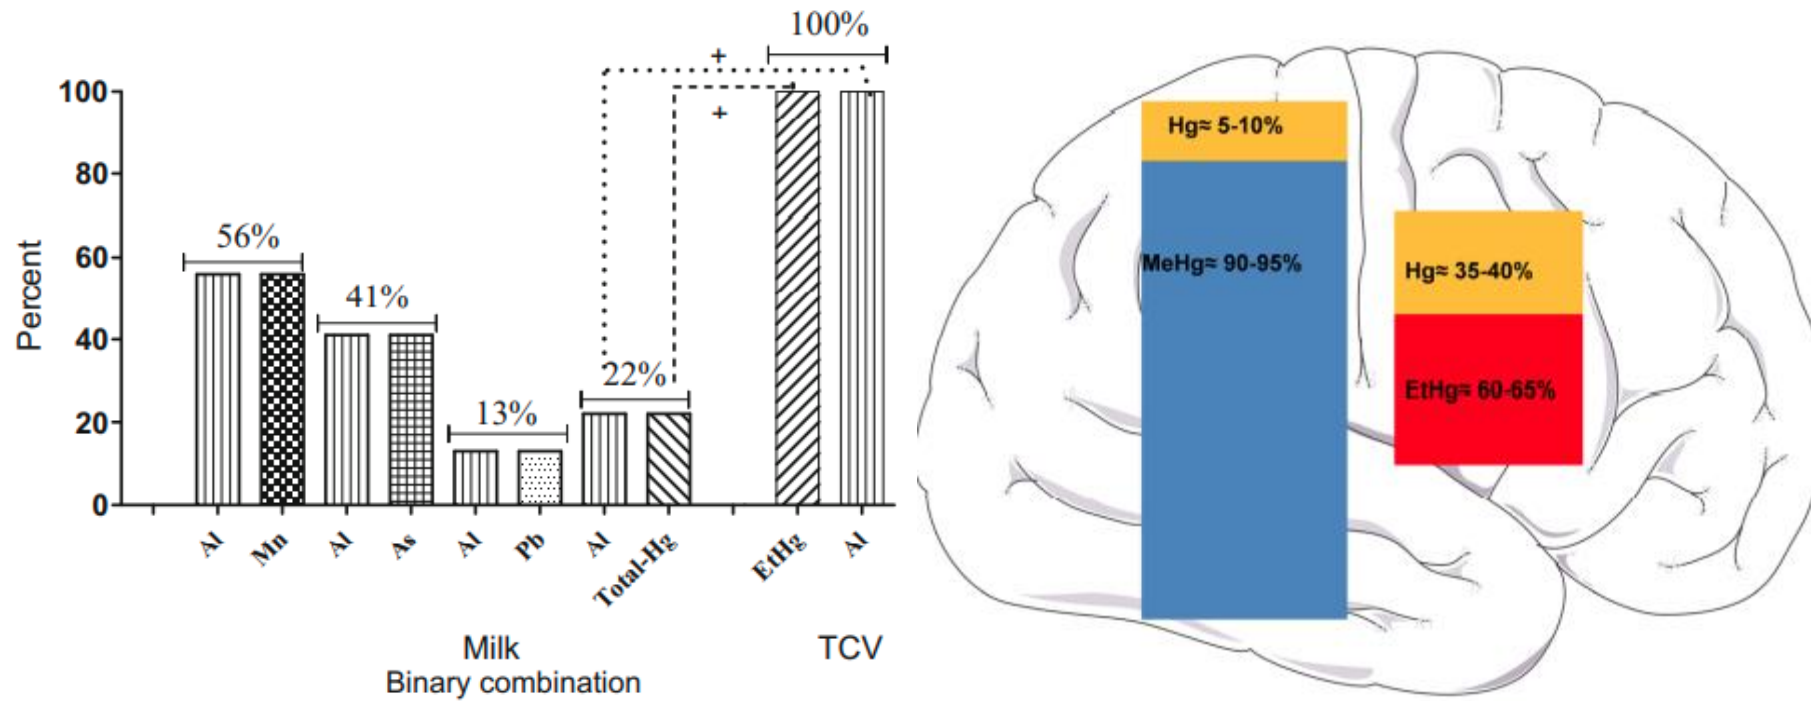 100%
+
+
100
80
60
40
20
0
Percent
56%
41%
13%
22%
Al
Mn
Al
As
Al
Pb
Al
Total-Hg
EtHg
Al
Milk
TCV
Binary combination
Hg≈ 5-10%
MeHg≈ 90-95%
Hg≈ 35-40%
EtHg≈ 60-65%